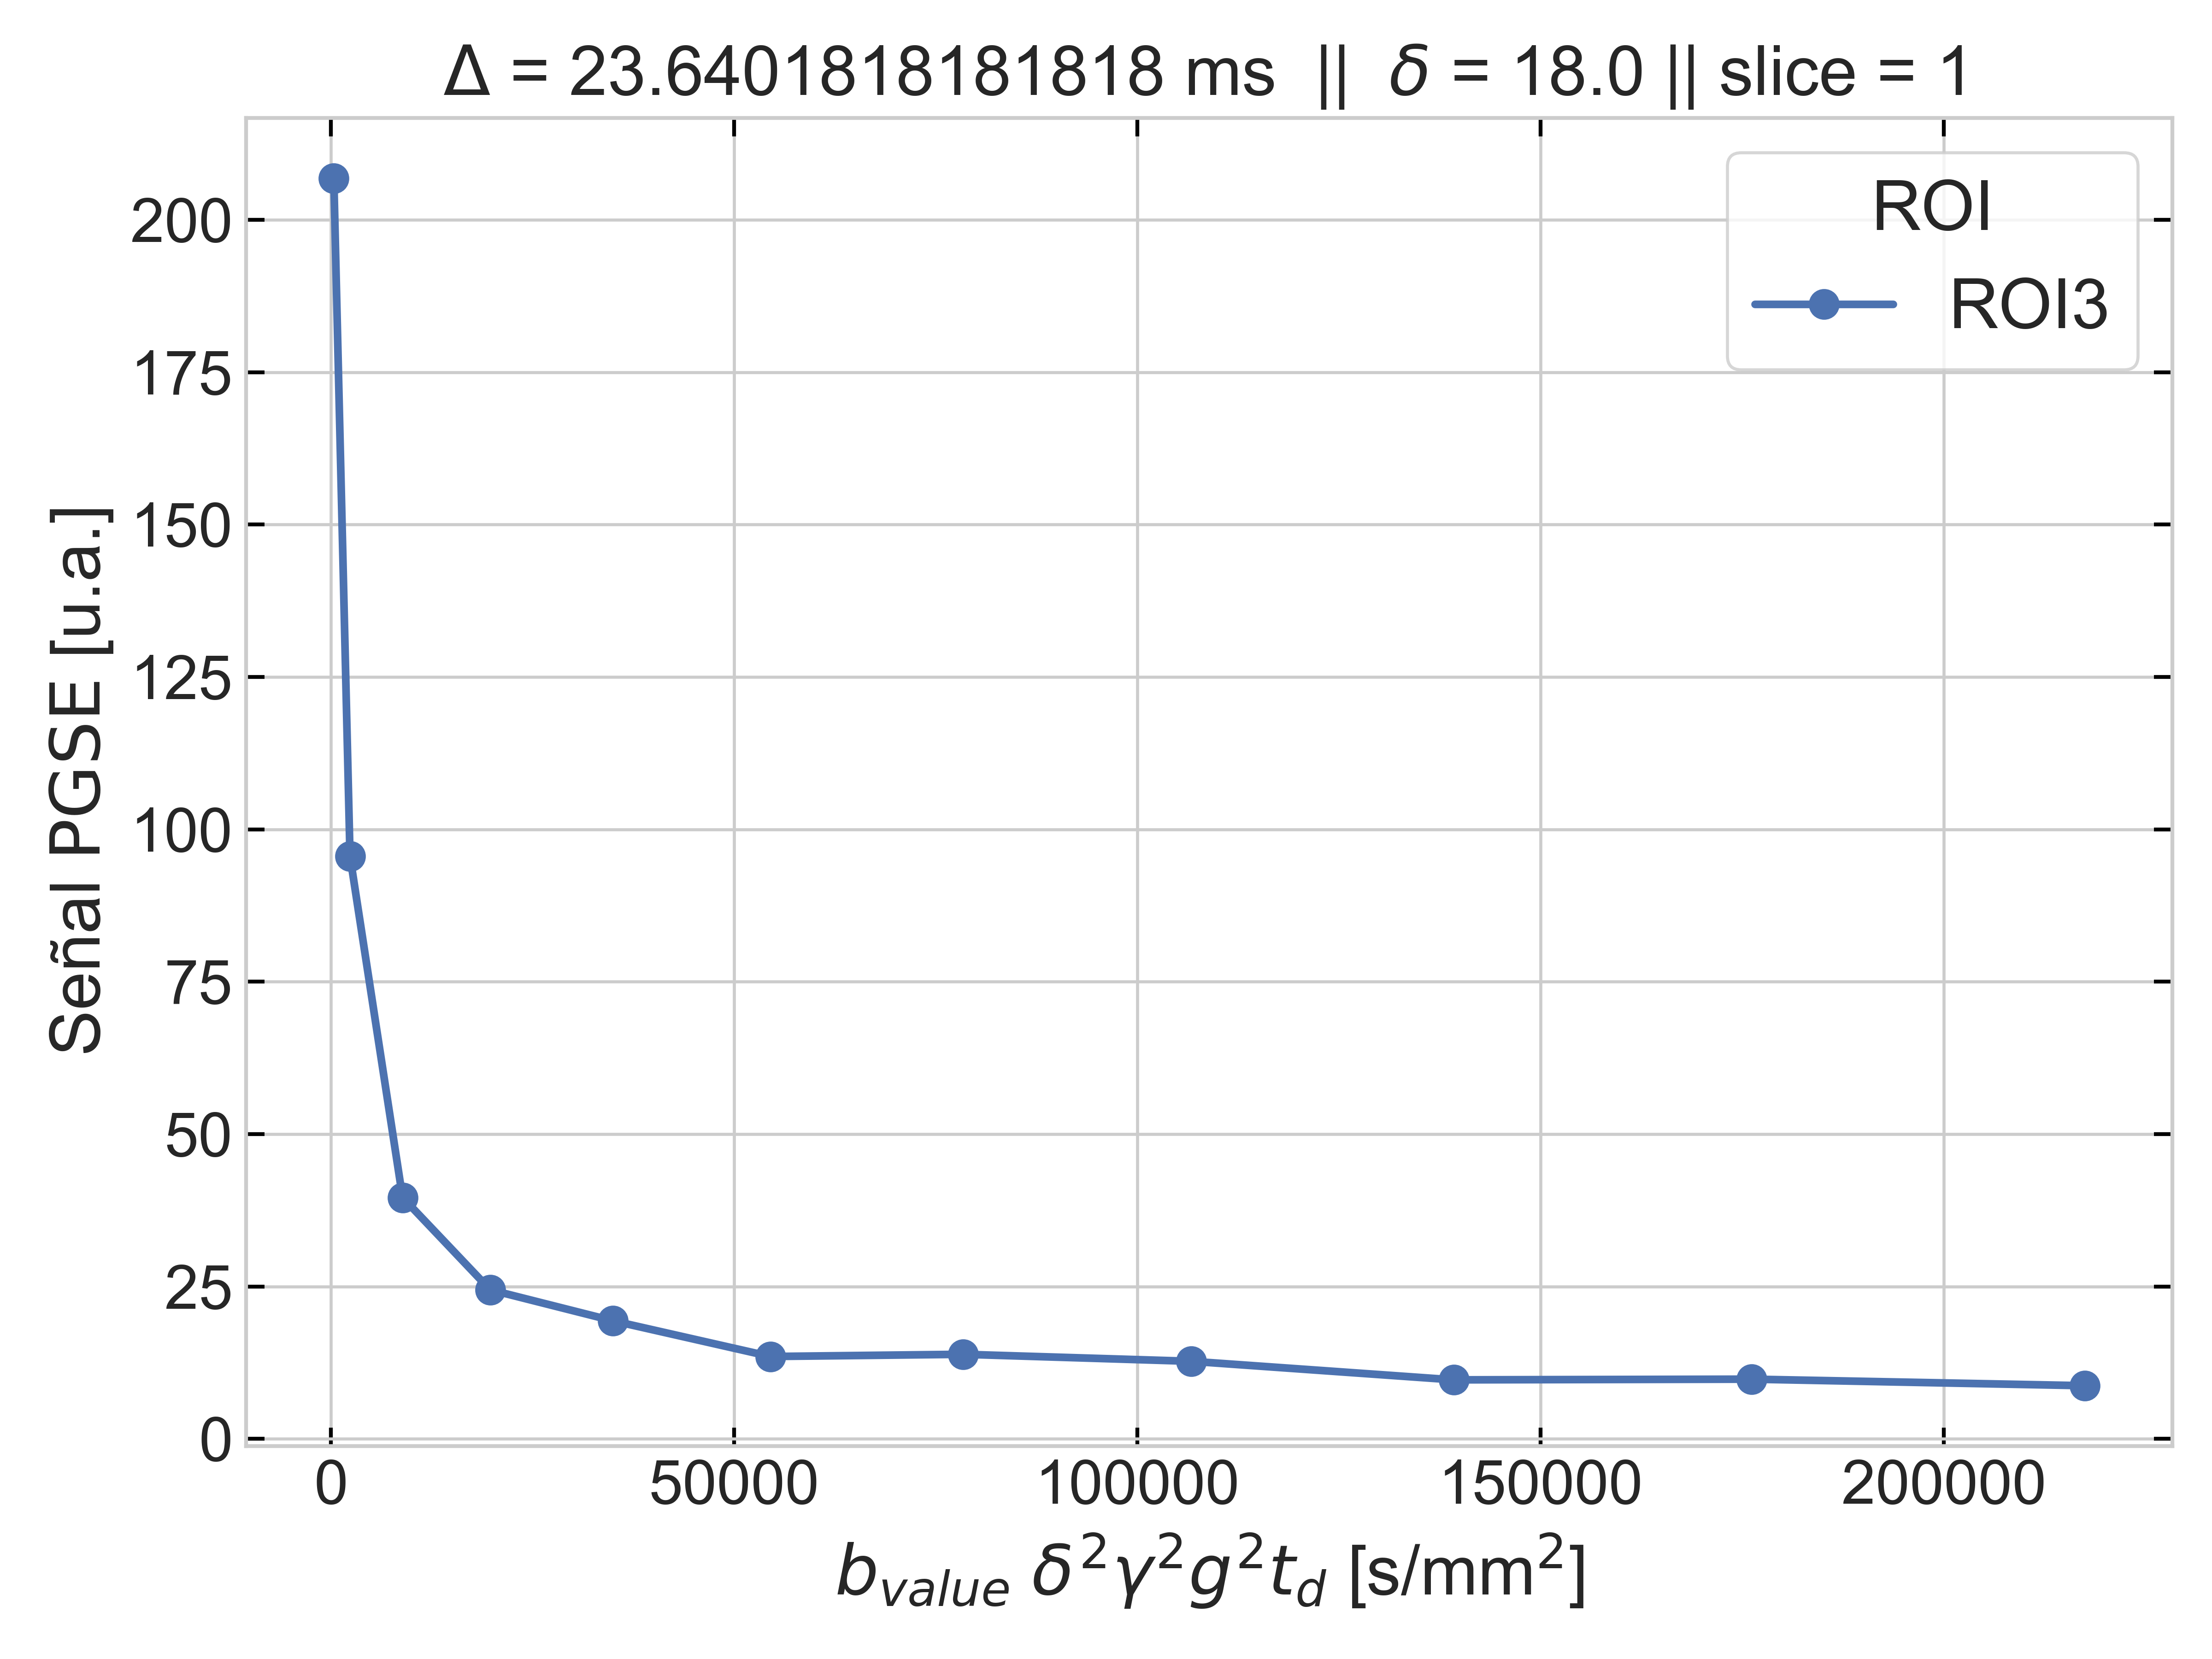 Δ = 23.64018181818181818 ms || δ = 18.0 || slice = 1
ROI
ROI3
200
175
150
125
100
75
50
25
0
Señal PGSE [u.a.]
0 50000 100000 150000 200000
b_value δ²γ²g²t_d [s/mm²]